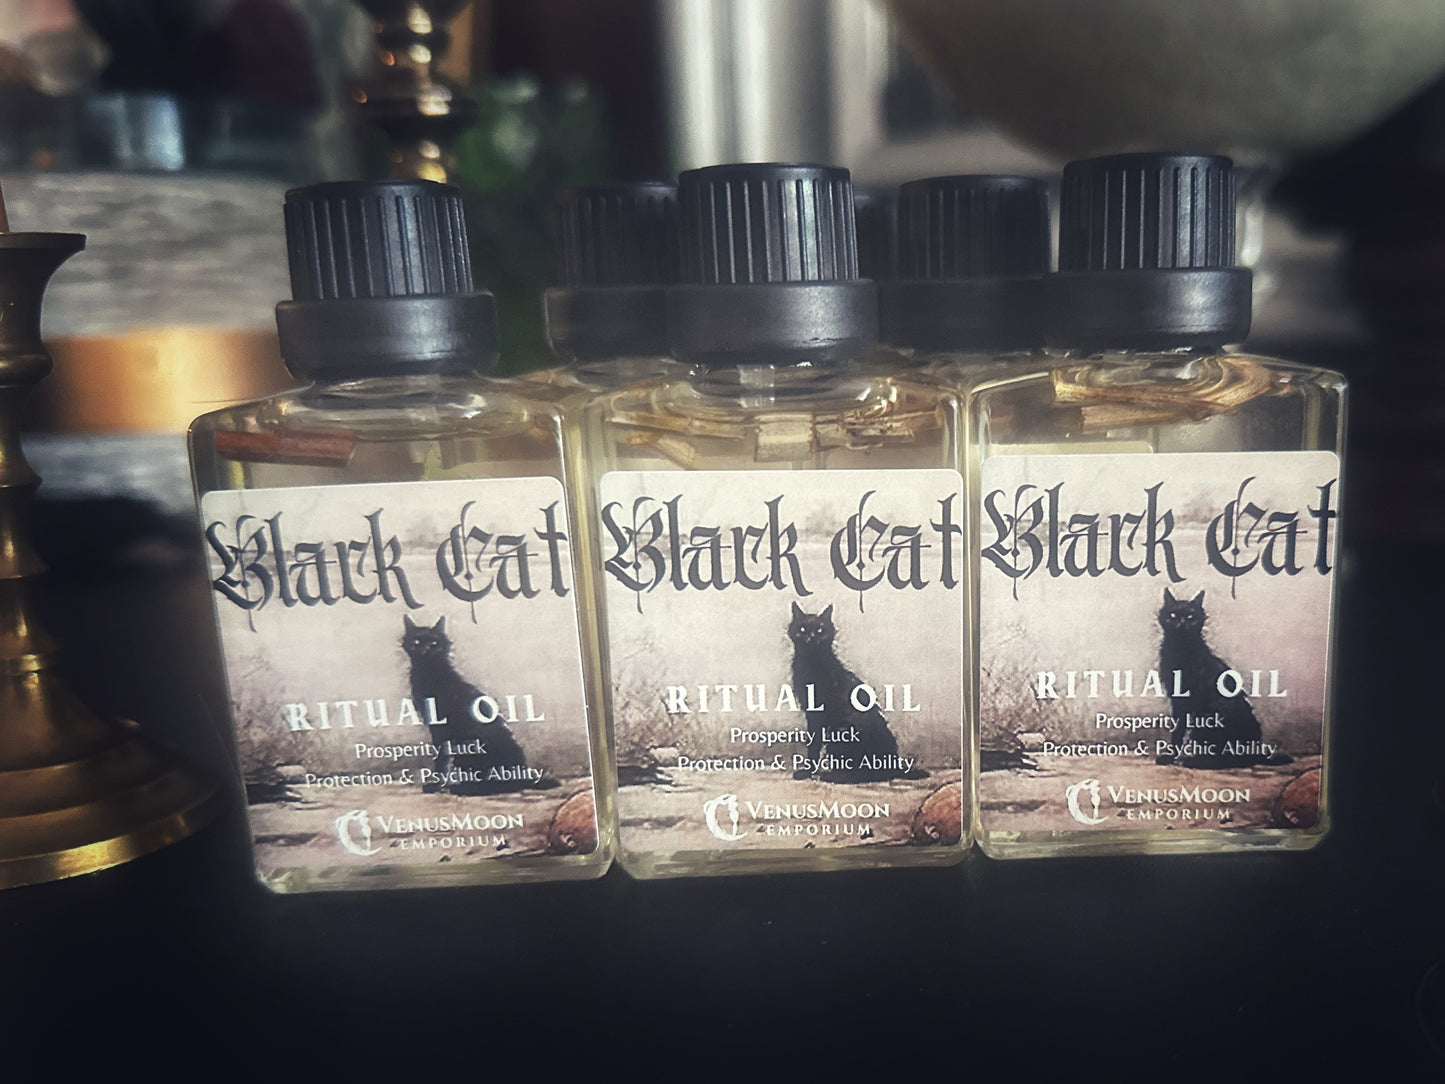 Black Cat
RITUAL OIL
Prosperity Luck
Protection & Psychic Ability
VENUSMOON
EMPORIUM
Black Cat
RITUAL OIL
Prosperity Luck
Protection & Psychic Ability
VENUSMOON
EMPORIUM
Black Cat
RITUAL OIL
Prosperity Luck
Protection & Psychic Ability
VENUSMOON
EMPORIUM